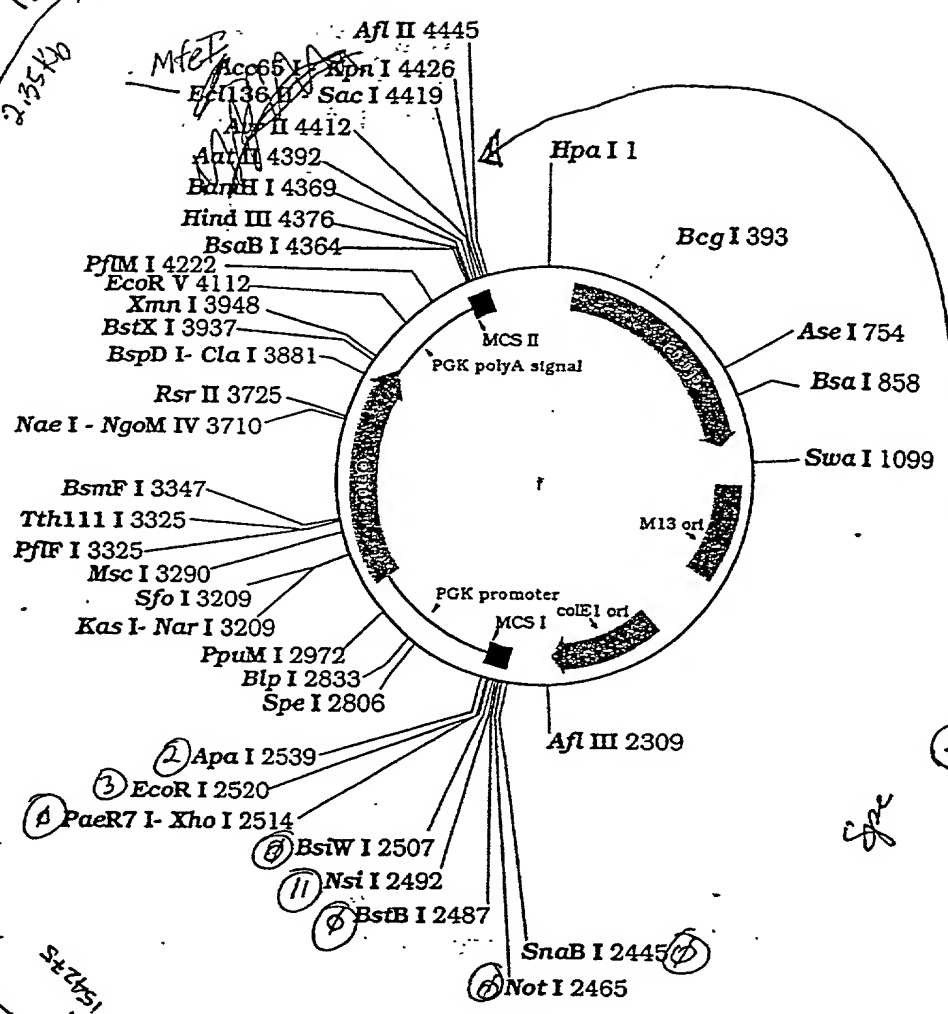 2.35Kb
MfeI
Afl II 4445
Acc65 I - Kpn I 4426
Ecl136 II - Sac I 4419
II 4412
Aat II 4392
BamH I 4369
Hind III 4376
BsaB I 4364
PflM I 4222
EcoR V 4112
Xmn I 3948
BstX I 3937
BspD I- Cla I 3881
Rsr II 3725
Nae I - NgoM IV 3710
BsmF I 3347
Tth111 I 3325
PflF I 3325
Msc I 3290
Sfo I 3209
Kas I- Nar I 3209
PpuM I 2972
Blp I 2833
Spe I 2806
2 Apa I 2539
3 EcoR I 2520
PaeR7 I- Xho I 2514
BsiW I 2507
11 Nsi I 2492
BstB I 2487
SnaB I 2445
Not I 2465
Afl III 2309
Hpa I 1
Bcg I 393
Ase I 754
Bsa I 858
Swa I 1099
MCS II
PGK polyA signal
M13 ori
PGK promoter
colE1 ori
MCS I
154275